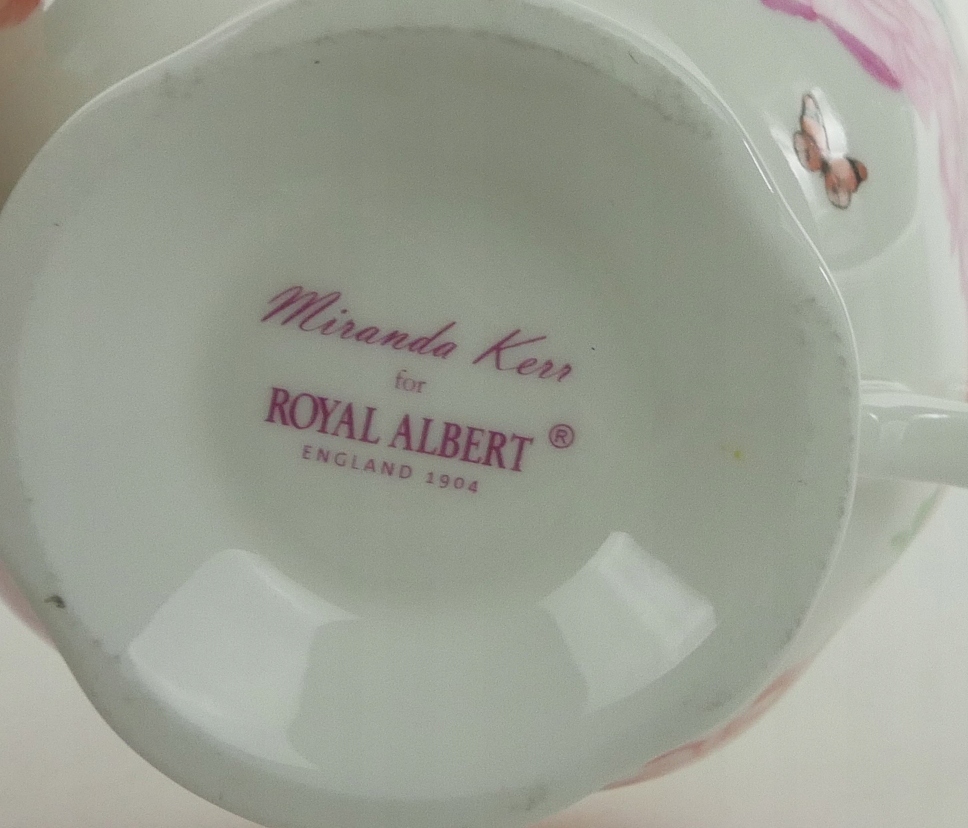 Miranda Kerr
for
ROYAL ALBERT ®
ENGLAND 1904